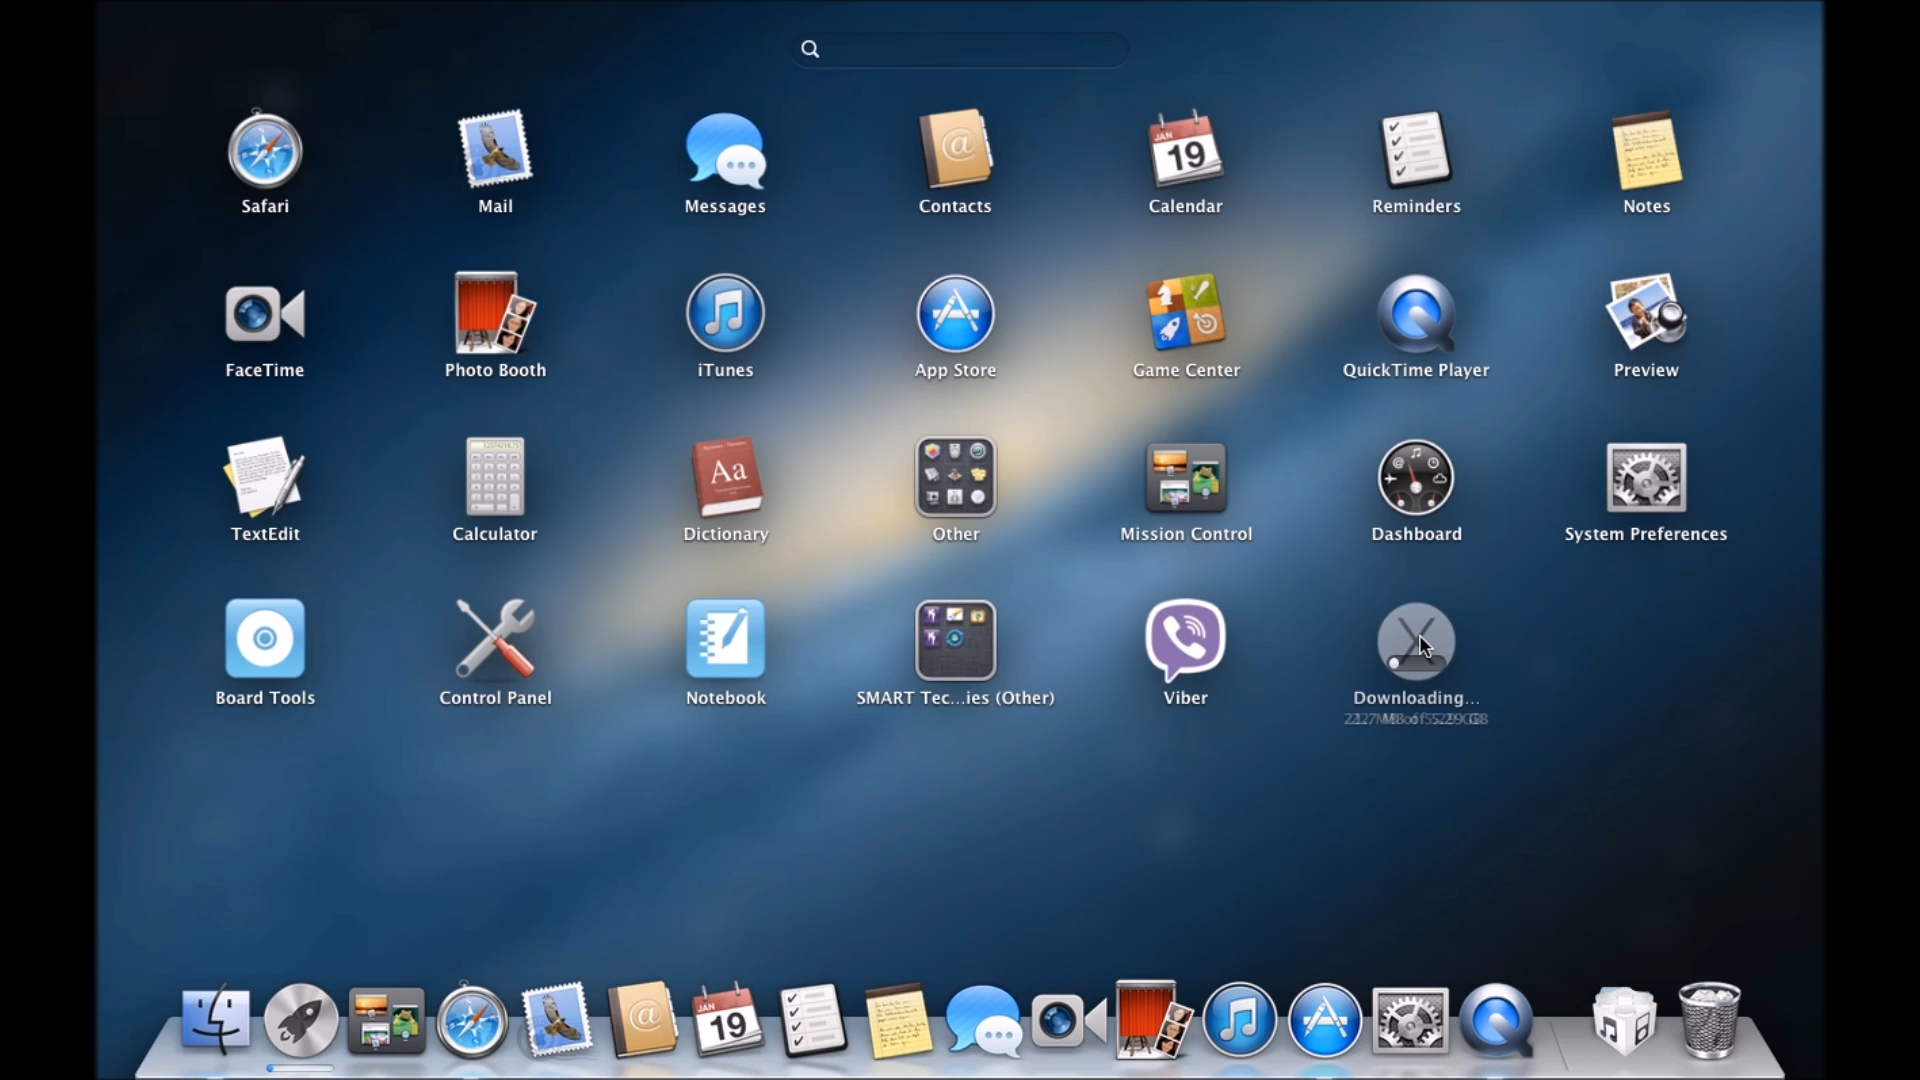 Safari
Mail
Messages
Contacts
JAN
19
Calendar
Reminders
Notes
FaceTime
Photo Booth
iTunes
App Store
Game Center
QuickTime Player
Preview
TextEdit
Calculator
Aa
Dictionary
Other
Mission Control
Dashboard
System Preferences
Board Tools
Control Panel
Notebook
SMART Tec...ies (Other)
Viber
X
Downloading...
@
JAN
19